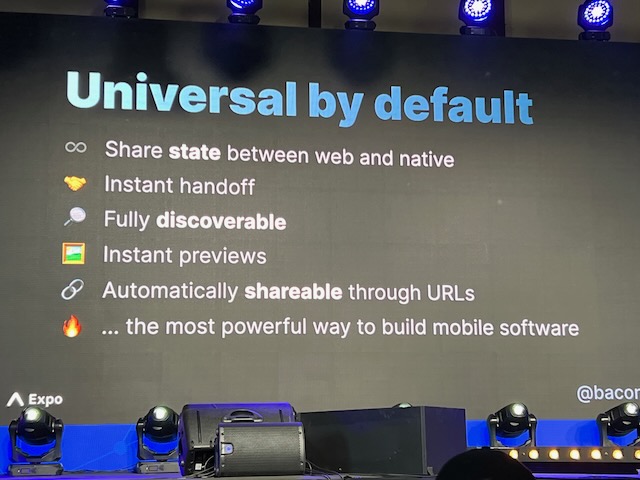 Universal by default
Share state between web and native
Instant handoff
Fully discoverable
Instant previews
Automatically shareable through URLs
... the most powerful way to build mobile software
Expo
@bacon